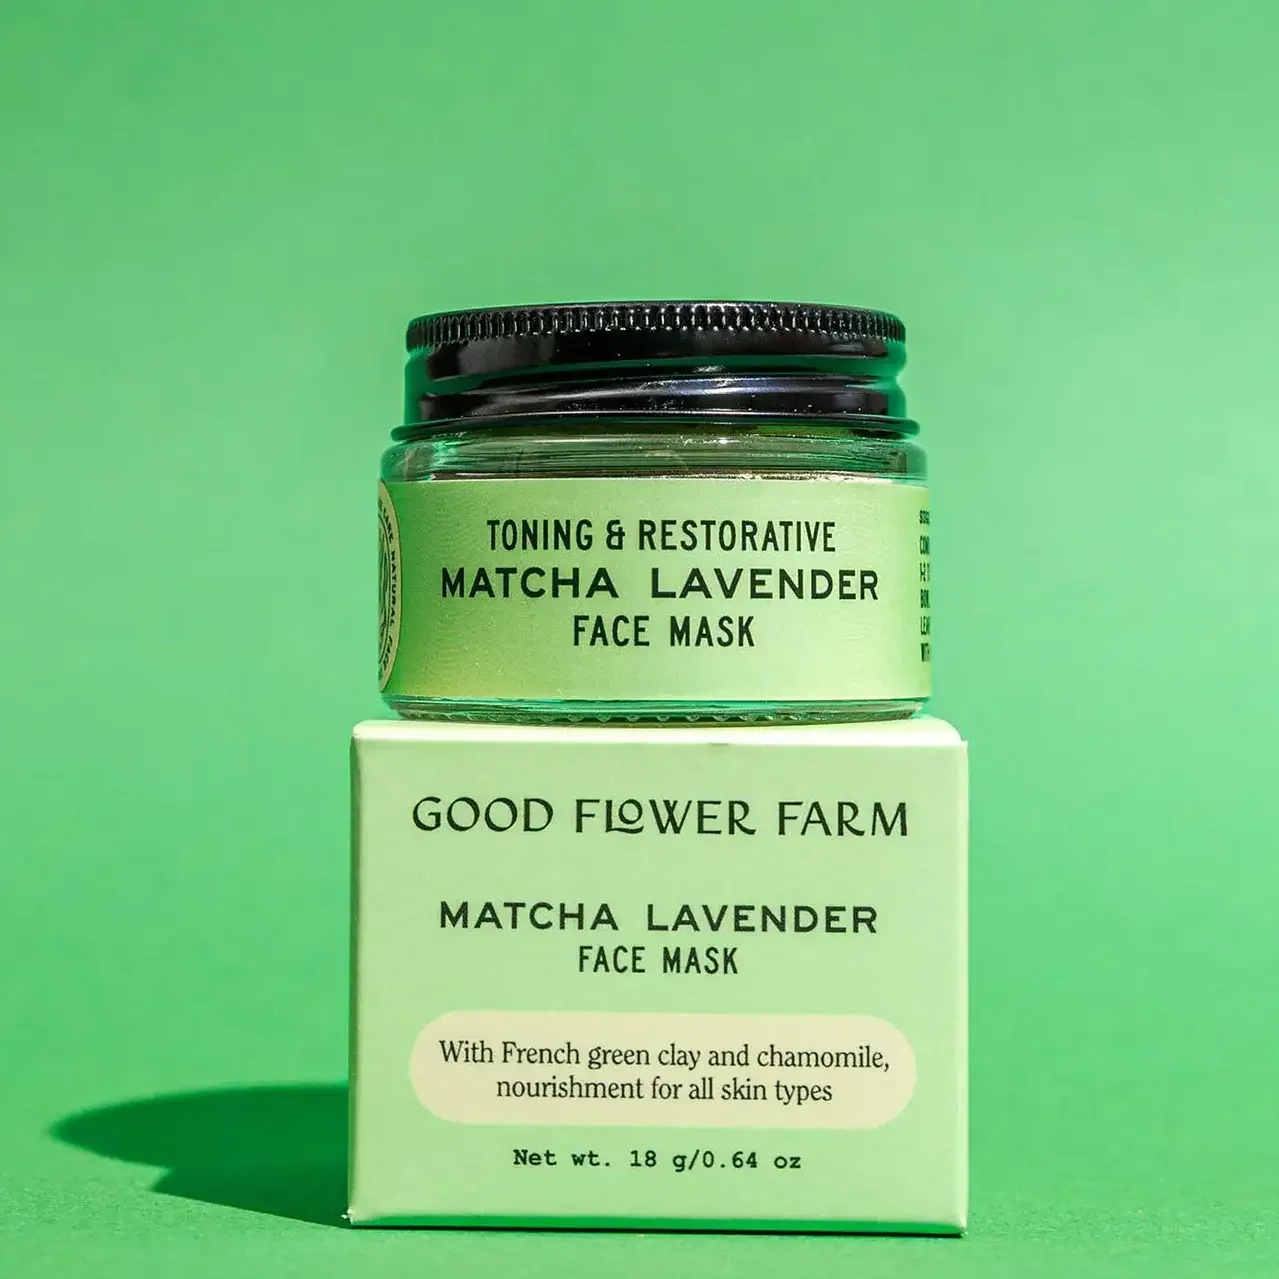 TONING & RESTORATIVE
MATCHA LAVENDER
FACE MASK
NATURAL
GOOD FLOWER FARM
MATCHA LAVENDER
FACE MASK
With French green clay and chamomile,
nourishment for all skin types
Net wt. 18 g/0.64 oz